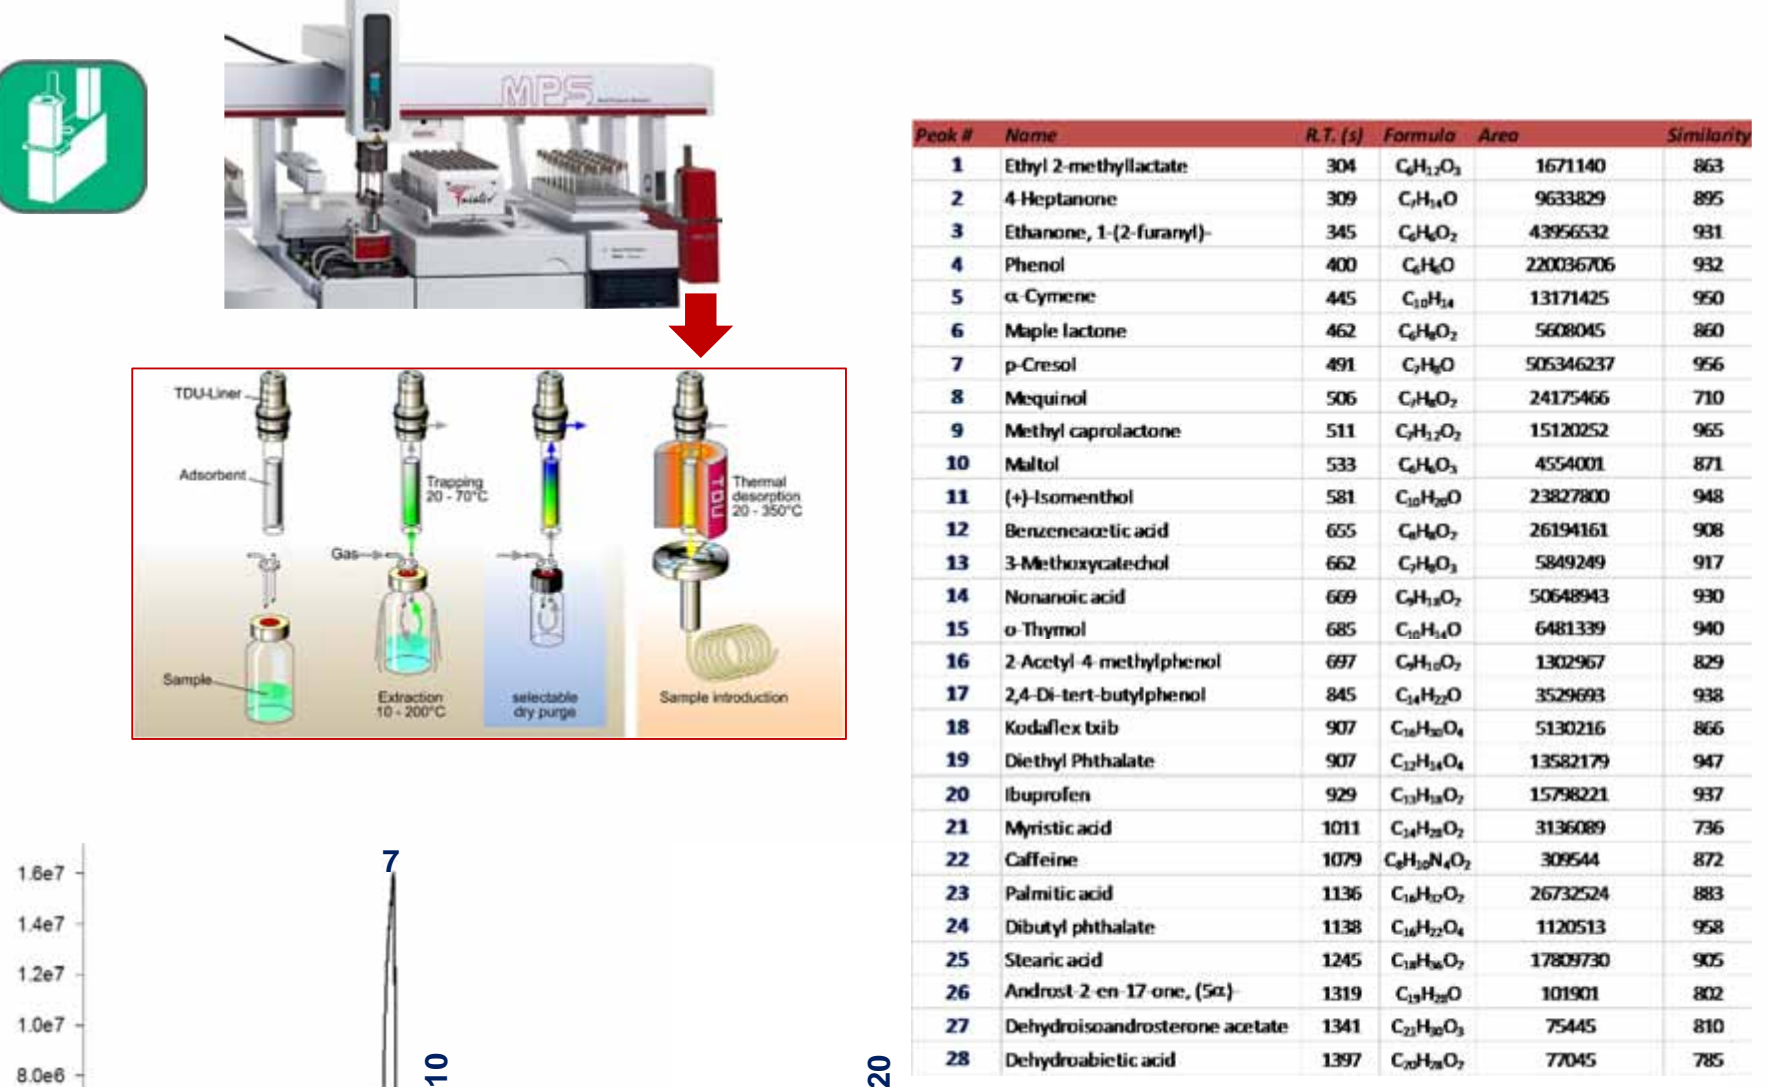 MPS
TDU-Liner
Adsorbent
Sample
Gas
Trapping
20 - 70°C
Extraction
10 - 200°C
selectable
dry purge
TDU
Thermal
desorption
20 - 350°C
Sample introduction
7
1.6e7
1.4e7
1.2e7
1.0e7
8.0e6
10
20
Peak # Name R.T. (s) Formula Area Similarity
1 Ethyl 2-methyllactate 304 C₆H₁₂O₃ 1671140 863
2 4-Heptanone 309 C₇H₁₄O 9633829 895
3 Ethanone, 1-(2-furanyl)- 345 C₆H₆O₂ 43956532 931
4 Phenol 400 C₆H₆O 220036706 932
5 α-Cymene 445 C₁₀H₁₄ 13171425 950
6 Maple lactone 462 C₆H₈O₂ 5608045 860
7 p-Cresol 491 C₇H₈O 505346237 956
8 Mequinol 506 C₇H₈O₂ 24175466 710
9 Methyl caprolactone 511 C₇H₁₂O₂ 15120252 965
10 Maltol 533 C₆H₆O₃ 4554001 871
11 (+)-Isomenthol 581 C₁₀H₂₀O 23827800 948
12 Benzeneacetic acid 655 C₈H₈O₂ 26194161 908
13 3-Methoxycatechol 662 C₇H₈O₃ 5849249 917
14 Nonanoic acid 669 C₉H₁₈O₂ 50648943 930
15 o-Thymol 685 C₁₀H₁₄O 6481339 940
16 2-Acetyl-4-methylphenol 697 C₉H₁₀O₂ 1302967 829
17 2,4-Di-tert-butylphenol 845 C₁₄H₂₂O 3529693 938
18 Kodaflex txib 907 C₁₆H₃₀O₄ 5130216 866
19 Diethyl Phthalate 907 C₁₂H₁₄O₄ 13582179 947
20 Ibuprofen 929 C₁₃H₁₈O₂ 15798221 937
21 Myristic acid 1011 C₁₄H₂₈O₂ 3136089 736
22 Caffeine 1079 C₈H₁₀N₄O₂ 309544 872
23 Palmitic acid 1136 C₁₆H₃₂O₂ 26732524 883
24 Dibutyl phthalate 1138 C₁₆H₂₂O₄ 1120513 958
25 Stearic acid 1245 C₁₈H₃₆O₂ 17809730 905
26 Androst-2-en-17-one, (5α)- 1319 C₁₉H₂₈O 101901 802
27 Dehydroisoandrosterone acetate 1341 C₂₁H₃₀O₃ 75445 810
28 Dehydroabietic acid 1397 C₂₀H₂₈O₂ 77045 785